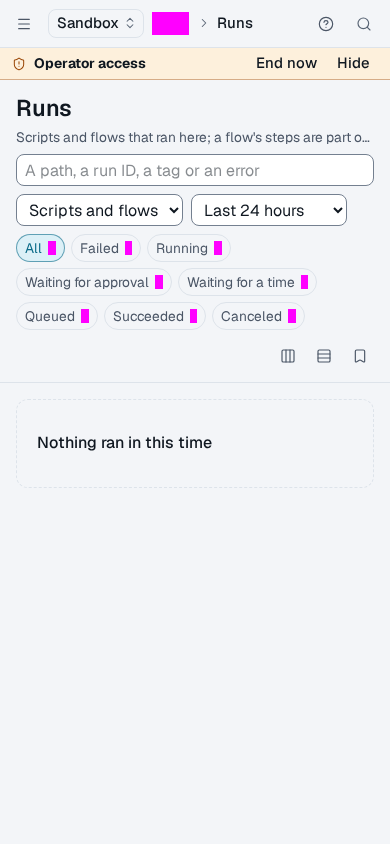 Sandbox > Runs
Operator access End now Hide
Runs
Scripts and flows that ran here; a flow's steps are part o…
A path, a run ID, a tag or an error
Scripts and flows Last 24 hours
All Failed Running
Waiting for approval Waiting for a time
Queued Succeeded Canceled
Nothing ran in this time